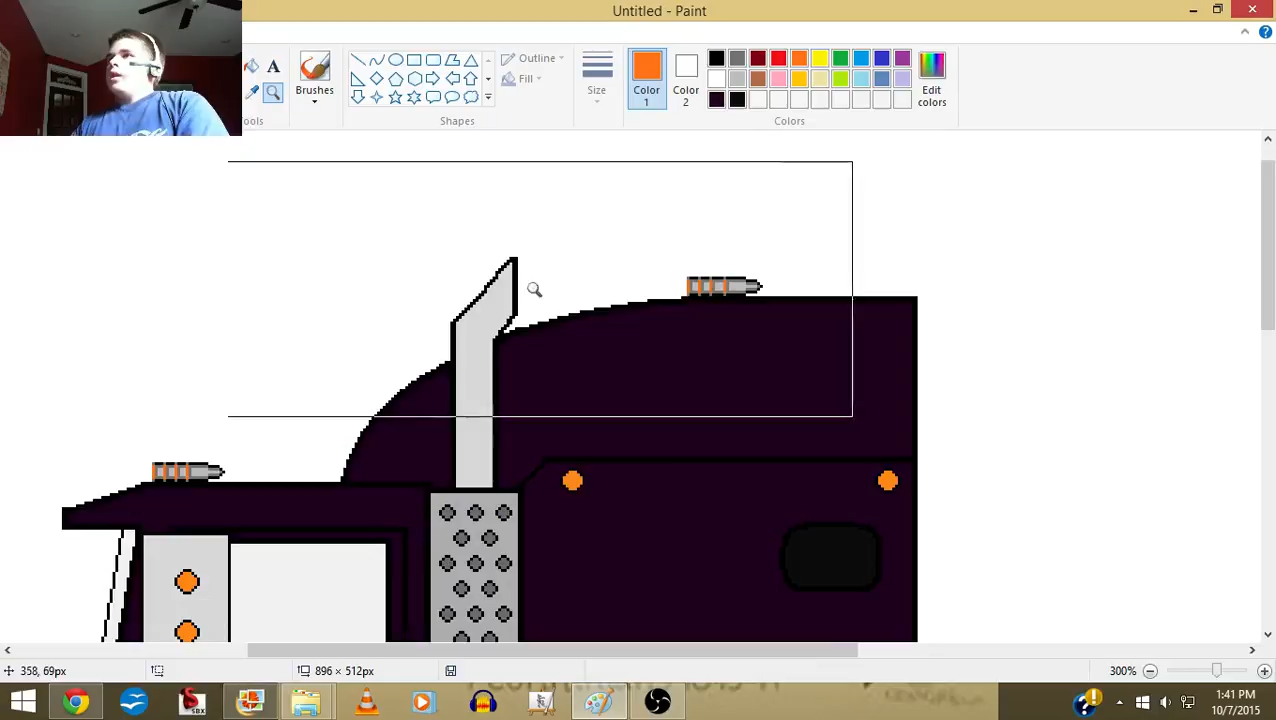 Untitled - Paint
A
Brushes
Outline
Fill
Size
Color
1
Color
2
Edit
colors
Shapes
Colors
358, 69px
896 × 512px
300%
SBX
1:41 PM
10/7/2015